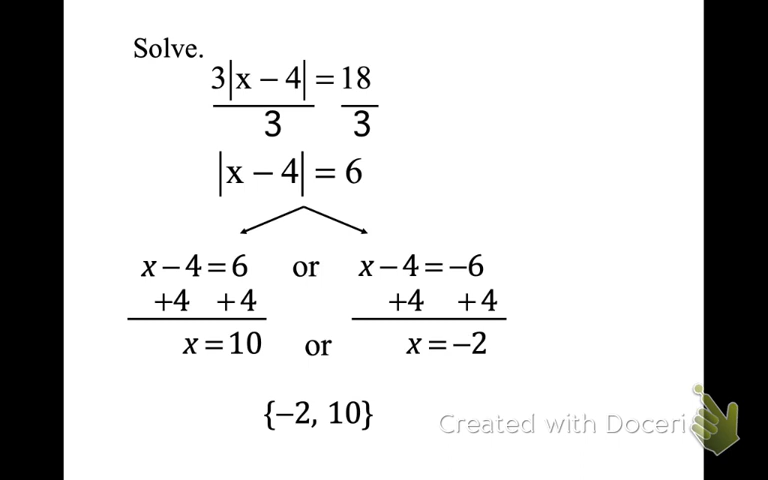 Solve.
3|x − 4| = 18
3 3
|x − 4| = 6
x − 4 = 6 or x − 4 = −6
+4 +4 +4 +4
x = 10 or x = −2
{−2, 10}
Created with Doceri